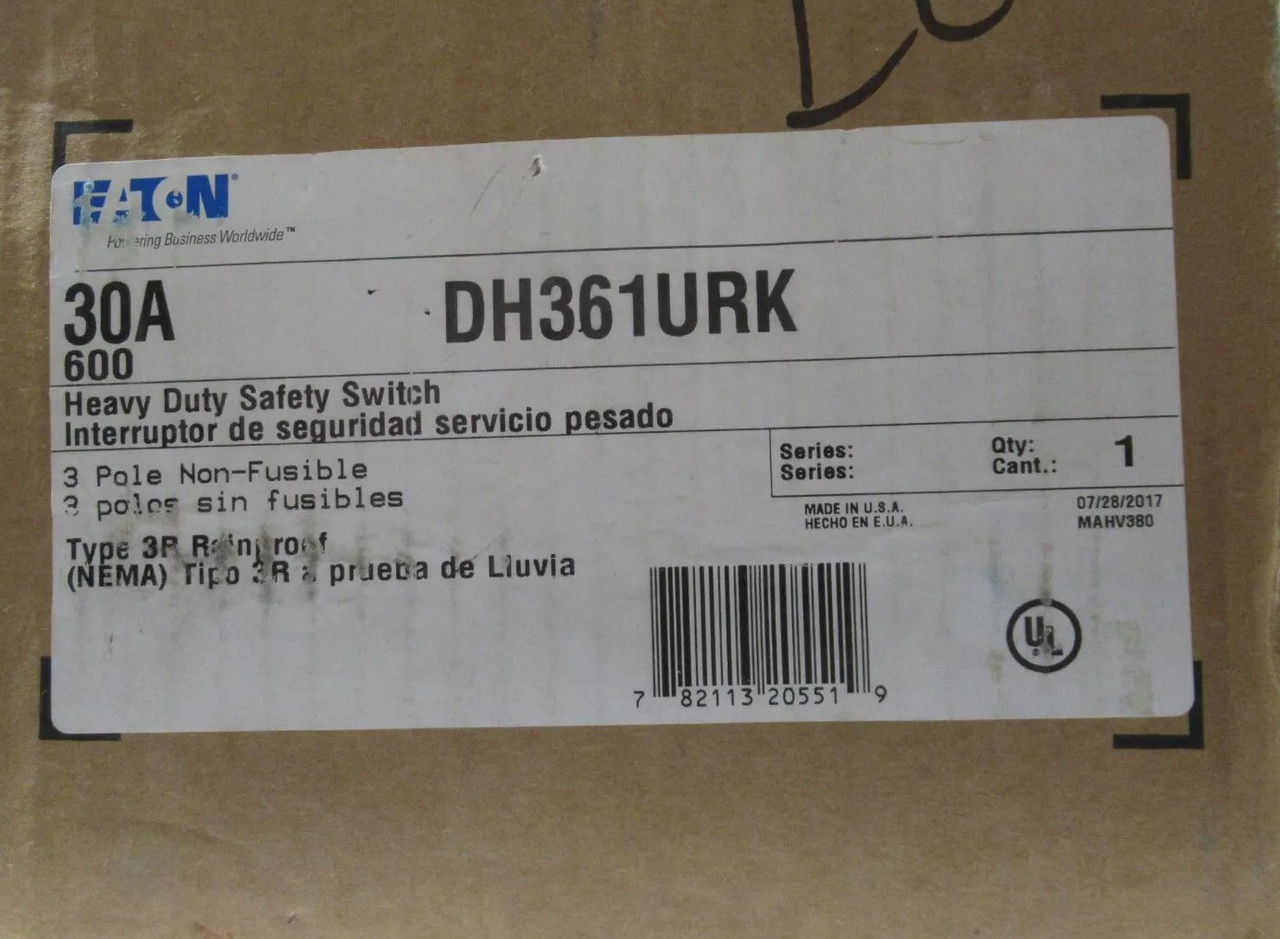 EATON®
Powering Business Worldwide™
30A DH361URK
600
Heavy Duty Safety Switch
Interruptor de seguridad servicio pesado
3 Pole Non-Fusible
3 polos sin fusibles
Series: Qty: 1
Series: Cant.:
MADE IN U.S.A. 07/28/2017
HECHO EN E.U.A. MAHV380
Type 3R Rainproof
(NEMA) Tipo 3R a prueba de Lluvia
7 82113 20551 9
UL®